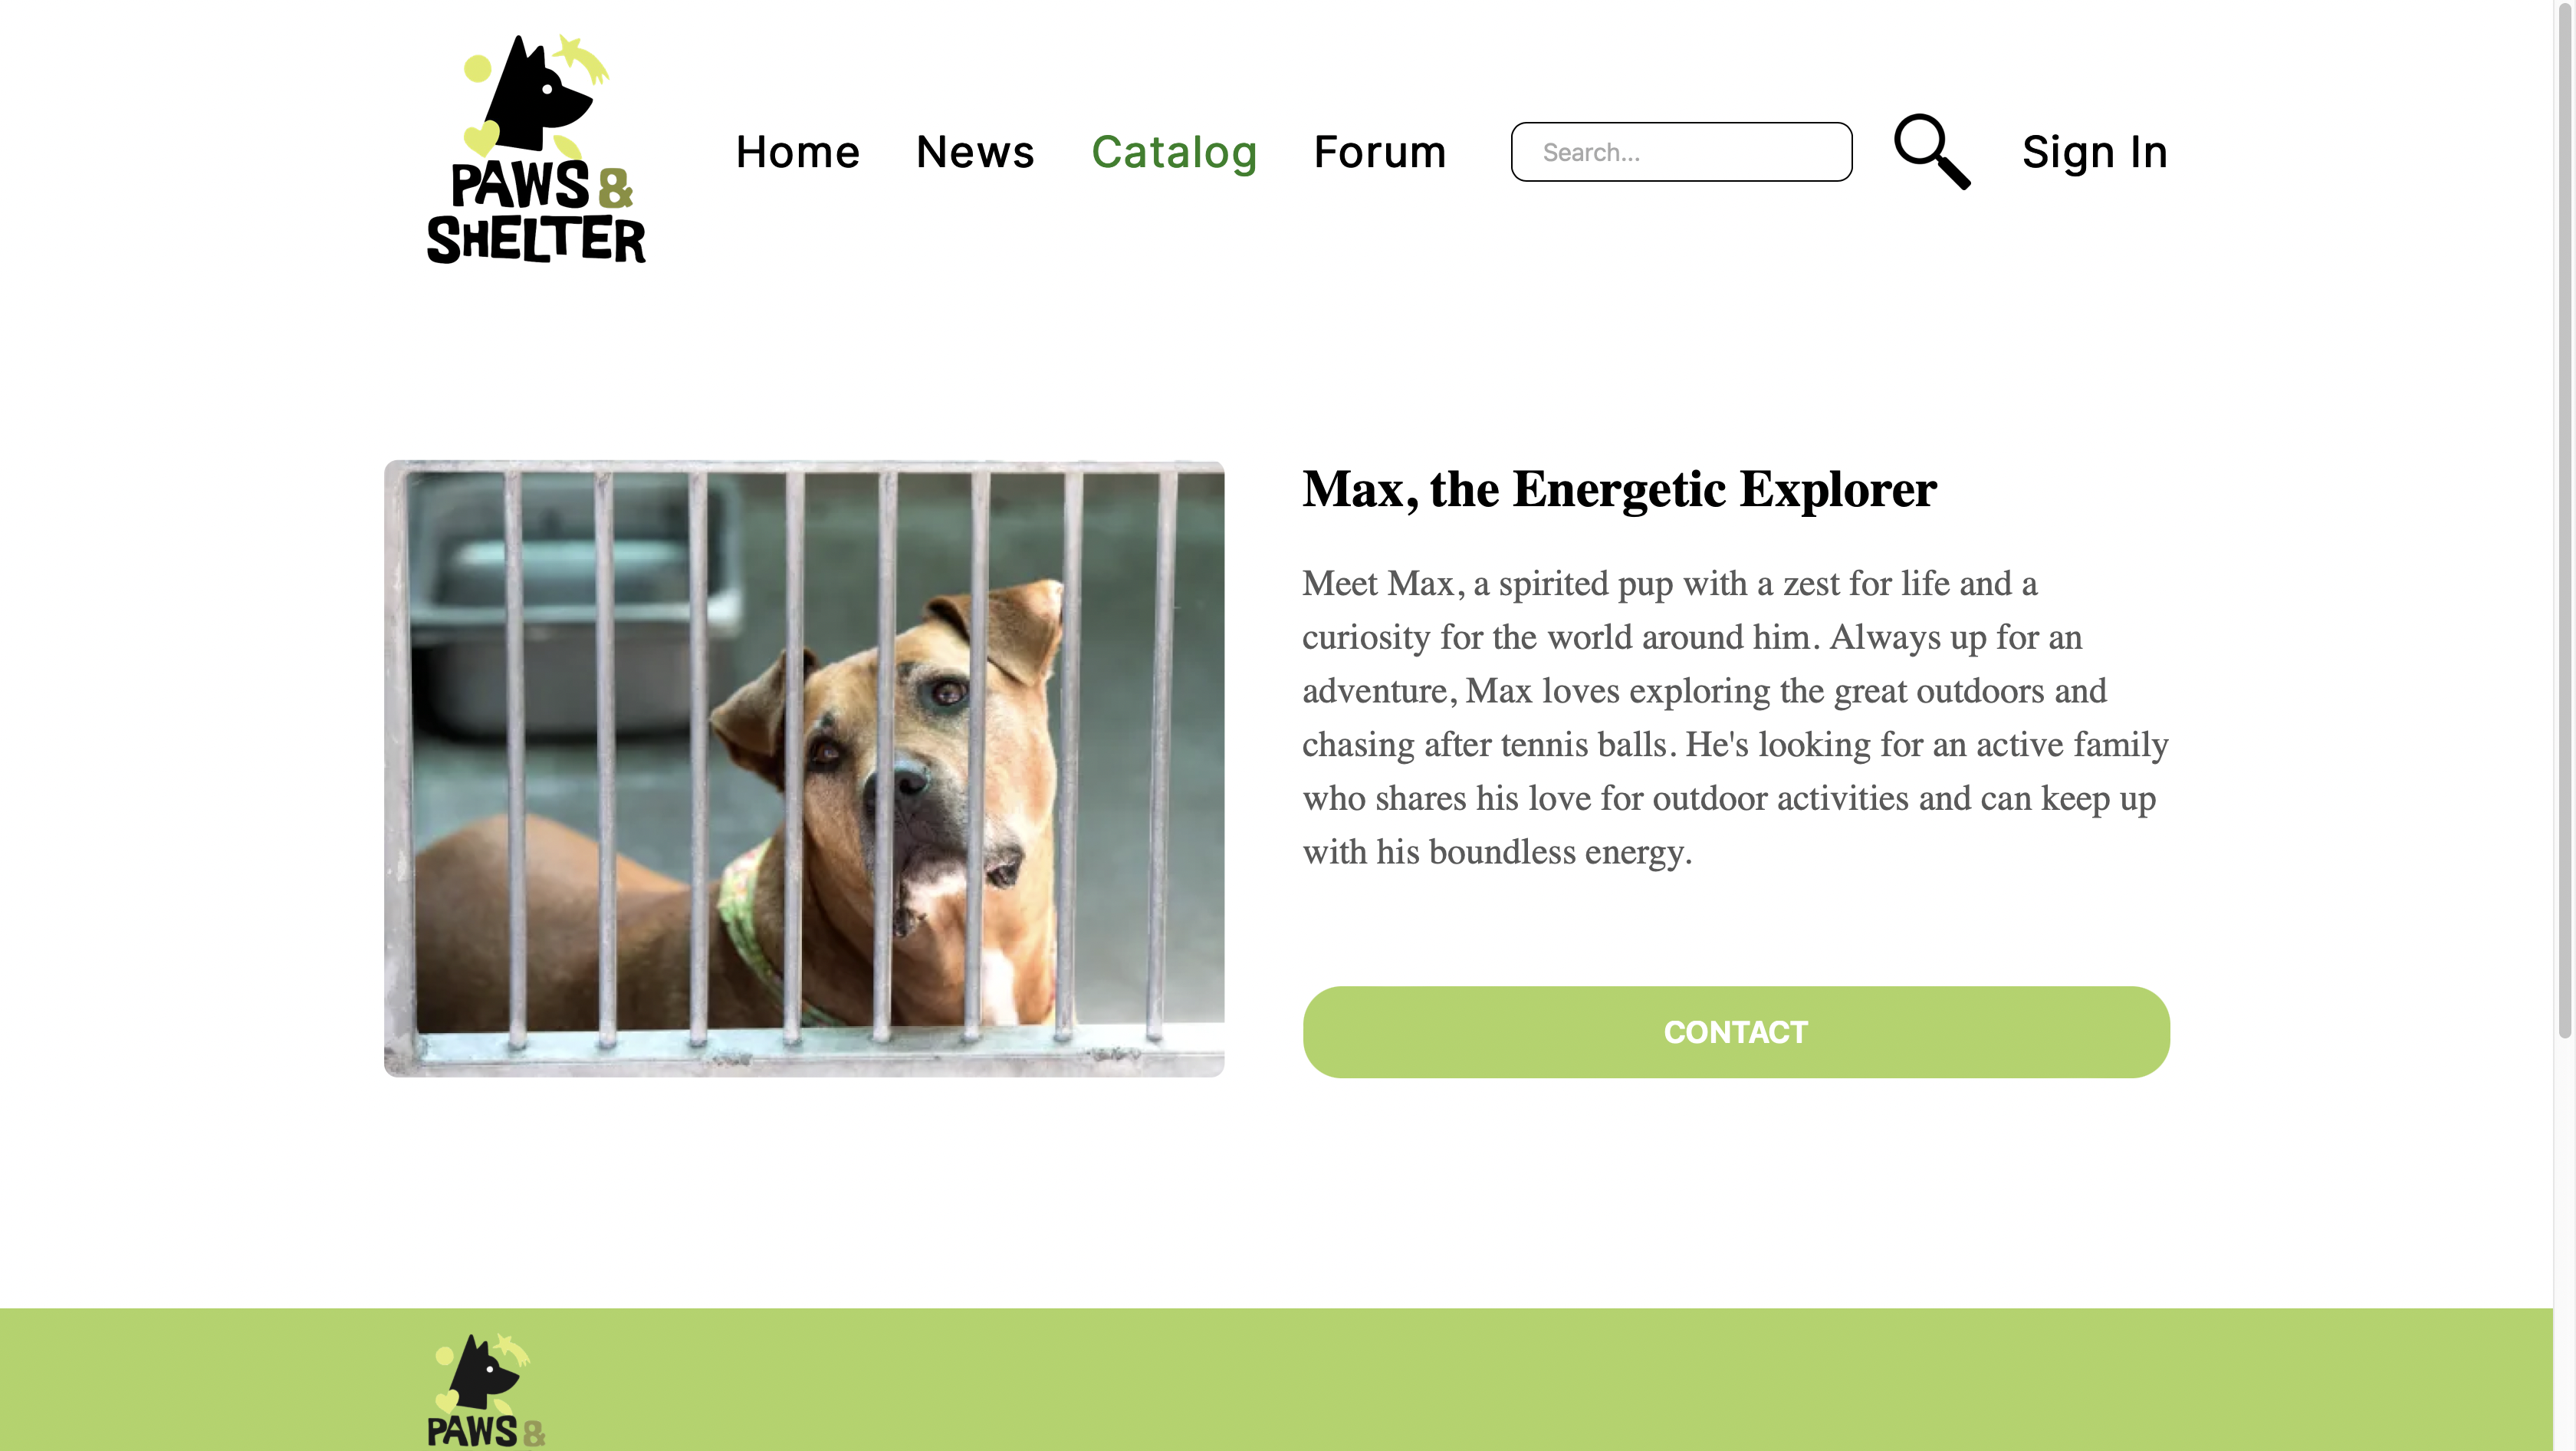 PAWS &
SHELTER
Home News Catalog Forum Search... Sign In
Max, the Energetic Explorer
Meet Max, a spirited pup with a zest for life and a
curiosity for the world around him. Always up for an
adventure, Max loves exploring the great outdoors and
chasing after tennis balls. He's looking for an active family
who shares his love for outdoor activities and can keep up
with his boundless energy.
CONTACT
PAWS &